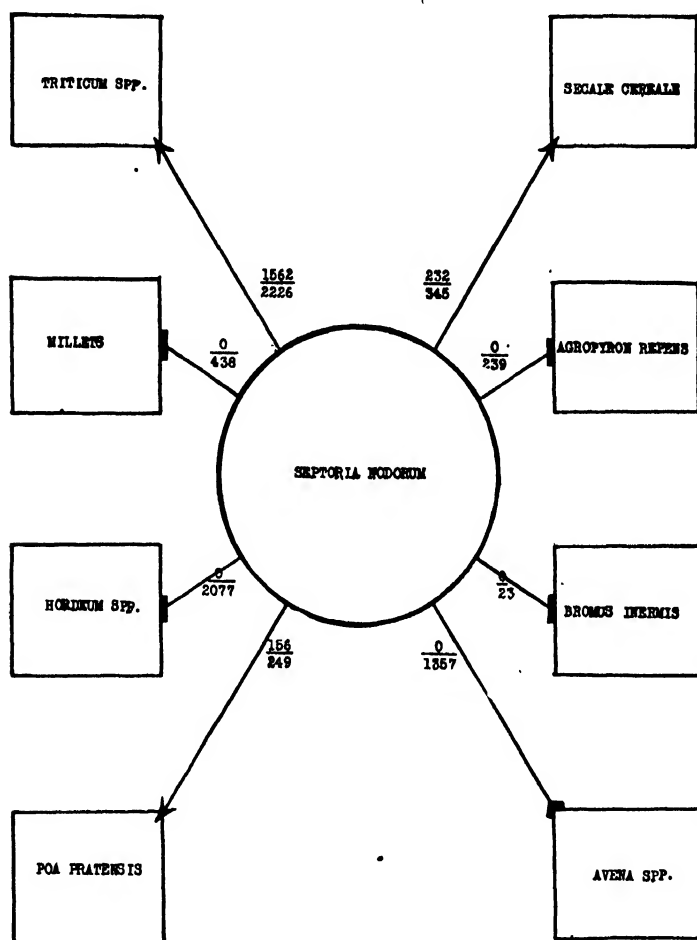 TRITICUM SPP.
SECALE CEREALE
1562
2226
232
345
MILLETS
0
438
0
239
AGROPYRON REPENS
SEPTORIA NODORUM
HORDEUM SPP.
0
2077
0
23
BROMUS INERMIS
156
249
0
1357
POA PRATENSIS
AVENA SPP.